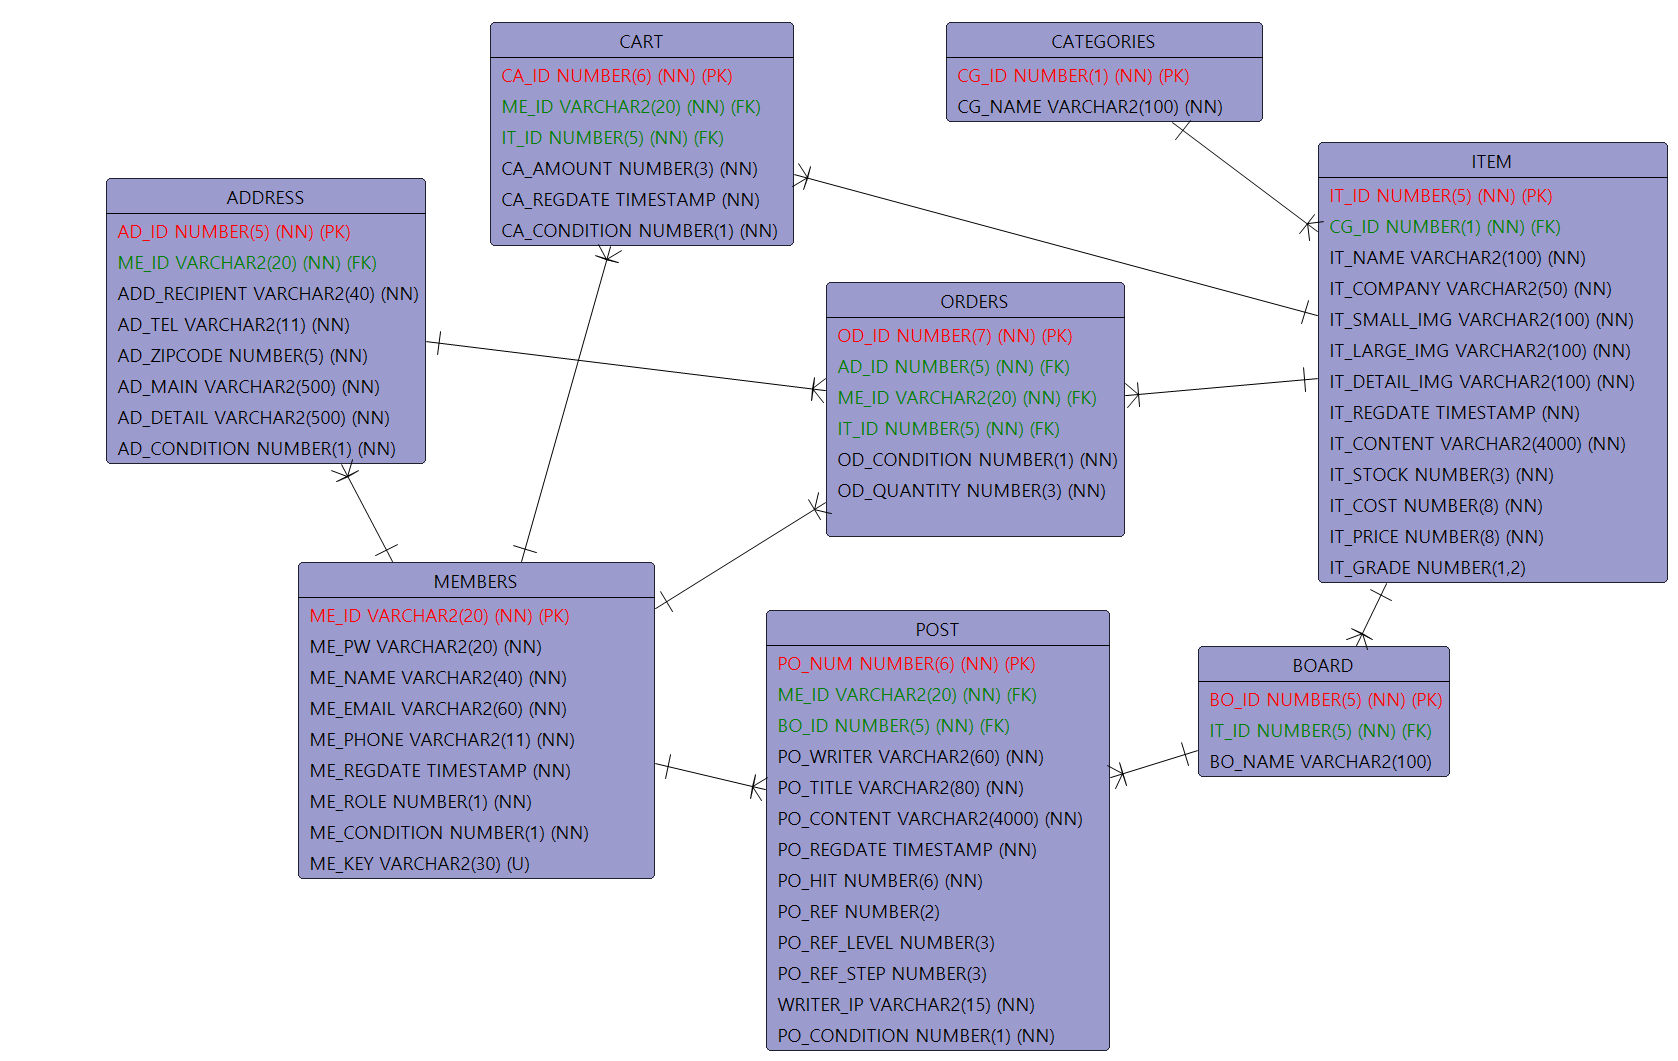 CART
CA_ID NUMBER(6) (NN) (PK)
ME_ID VARCHAR2(20) (NN) (FK)
IT_ID NUMBER(5) (NN) (FK)
CA_AMOUNT NUMBER(3) (NN)
CA_REGDATE TIMESTAMP (NN)
CA_CONDITION NUMBER(1) (NN)
CATEGORIES
CG_ID NUMBER(1) (NN) (PK)
CG_NAME VARCHAR2(100) (NN)
ITEM
IT_ID NUMBER(5) (NN) (PK)
CG_ID NUMBER(1) (NN) (FK)
IT_NAME VARCHAR2(100) (NN)
IT_COMPANY VARCHAR2(50) (NN)
IT_SMALL_IMG VARCHAR2(100) (NN)
IT_LARGE_IMG VARCHAR2(100) (NN)
IT_DETAIL_IMG VARCHAR2(100) (NN)
IT_REGDATE TIMESTAMP (NN)
IT_CONTENT VARCHAR2(4000) (NN)
IT_STOCK NUMBER(3) (NN)
IT_COST NUMBER(8) (NN)
IT_PRICE NUMBER(8) (NN)
IT_GRADE NUMBER(1,2)
ADDRESS
AD_ID NUMBER(5) (NN) (PK)
ME_ID VARCHAR2(20) (NN) (FK)
ADD_RECIPIENT VARCHAR2(40) (NN)
AD_TEL VARCHAR2(11) (NN)
AD_ZIPCODE NUMBER(5) (NN)
AD_MAIN VARCHAR2(500) (NN)
AD_DETAIL VARCHAR2(500) (NN)
AD_CONDITION NUMBER(1) (NN)
ORDERS
OD_ID NUMBER(7) (NN) (PK)
AD_ID NUMBER(5) (NN) (FK)
ME_ID VARCHAR2(20) (NN) (FK)
IT_ID NUMBER(5) (NN) (FK)
OD_CONDITION NUMBER(1) (NN)
OD_QUANTITY NUMBER(3) (NN)
MEMBERS
ME_ID VARCHAR2(20) (NN) (PK)
ME_PW VARCHAR2(20) (NN)
ME_NAME VARCHAR2(40) (NN)
ME_EMAIL VARCHAR2(60) (NN)
ME_PHONE VARCHAR2(11) (NN)
ME_REGDATE TIMESTAMP (NN)
ME_ROLE NUMBER(1) (NN)
ME_CONDITION NUMBER(1) (NN)
ME_KEY VARCHAR2(30) (U)
POST
PO_NUM NUMBER(6) (NN) (PK)
ME_ID VARCHAR2(20) (NN) (FK)
BO_ID NUMBER(5) (NN) (FK)
PO_WRITER VARCHAR2(60) (NN)
PO_TITLE VARCHAR2(80) (NN)
PO_CONTENT VARCHAR2(4000) (NN)
PO_REGDATE TIMESTAMP (NN)
PO_HIT NUMBER(6) (NN)
PO_REF NUMBER(2)
PO_REF_LEVEL NUMBER(3)
PO_REF_STEP NUMBER(3)
WRITER_IP VARCHAR2(15) (NN)
PO_CONDITION NUMBER(1) (NN)
BOARD
BO_ID NUMBER(5) (NN) (PK)
IT_ID NUMBER(5) (NN) (FK)
BO_NAME VARCHAR2(100)